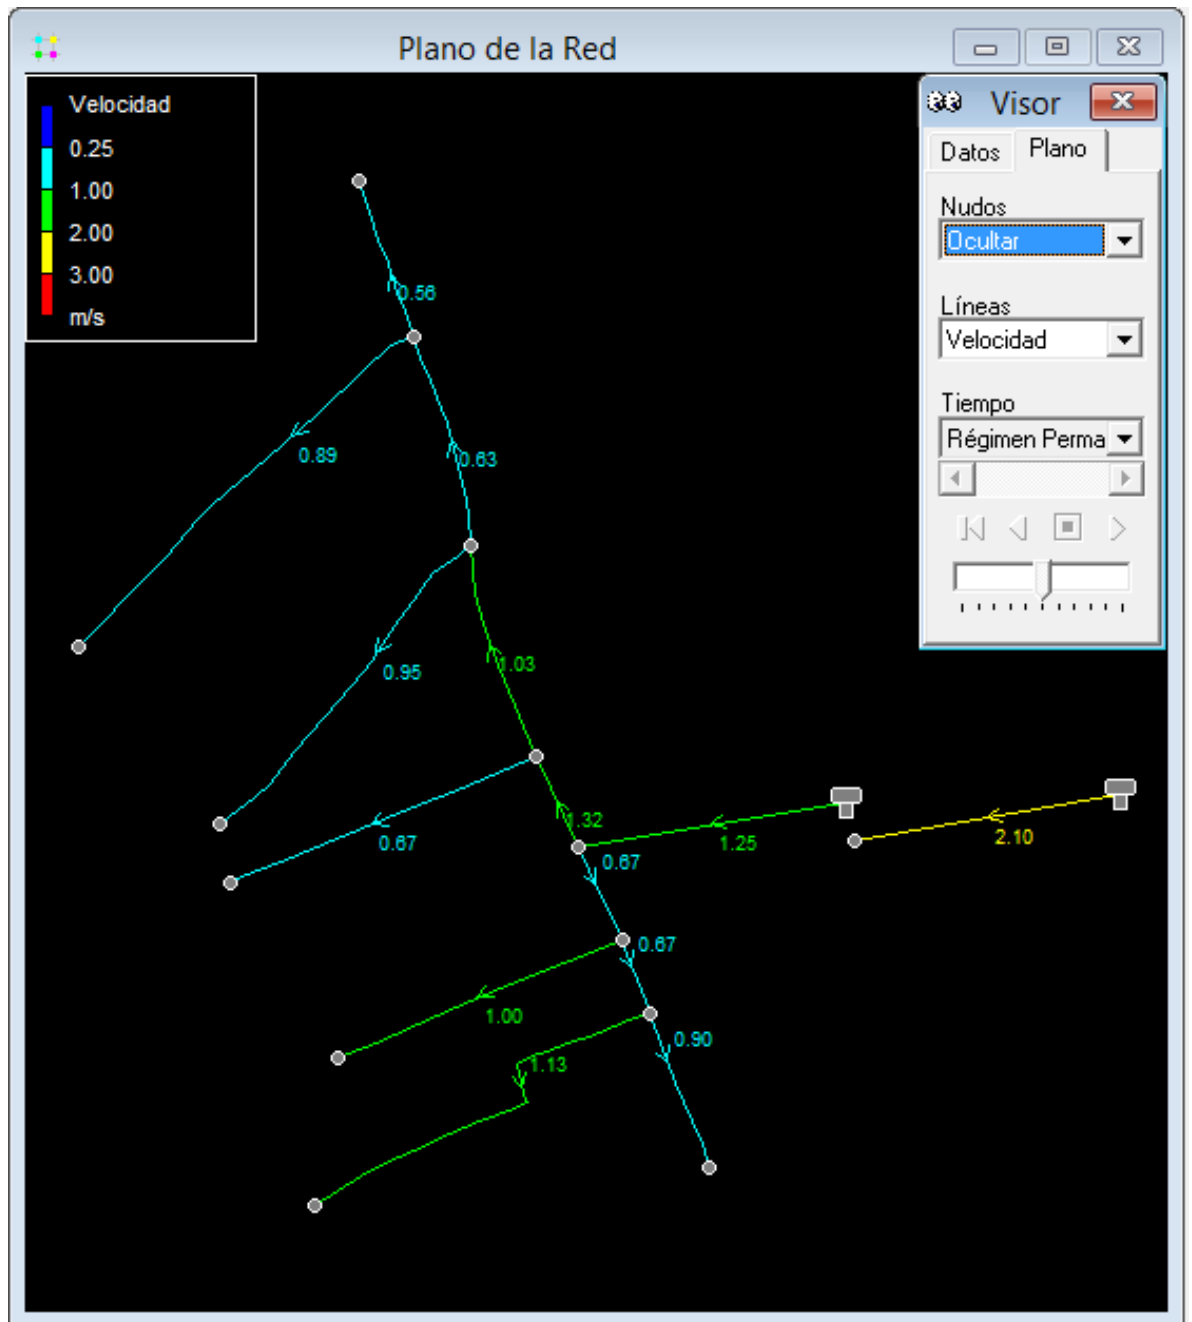 Plano de la Red
Velocidad
0.25
1.00
2.00
3.00
m/s
Visor
Datos
Plano
Nudos
Ocultar
Líneas
Velocidad
Tiempo
Régimen Perma
0.56
0.89
0.63
0.95
1.03
0.67
1.32
1.25
2.10
0.67
0.67
1.00
0.90
1.13